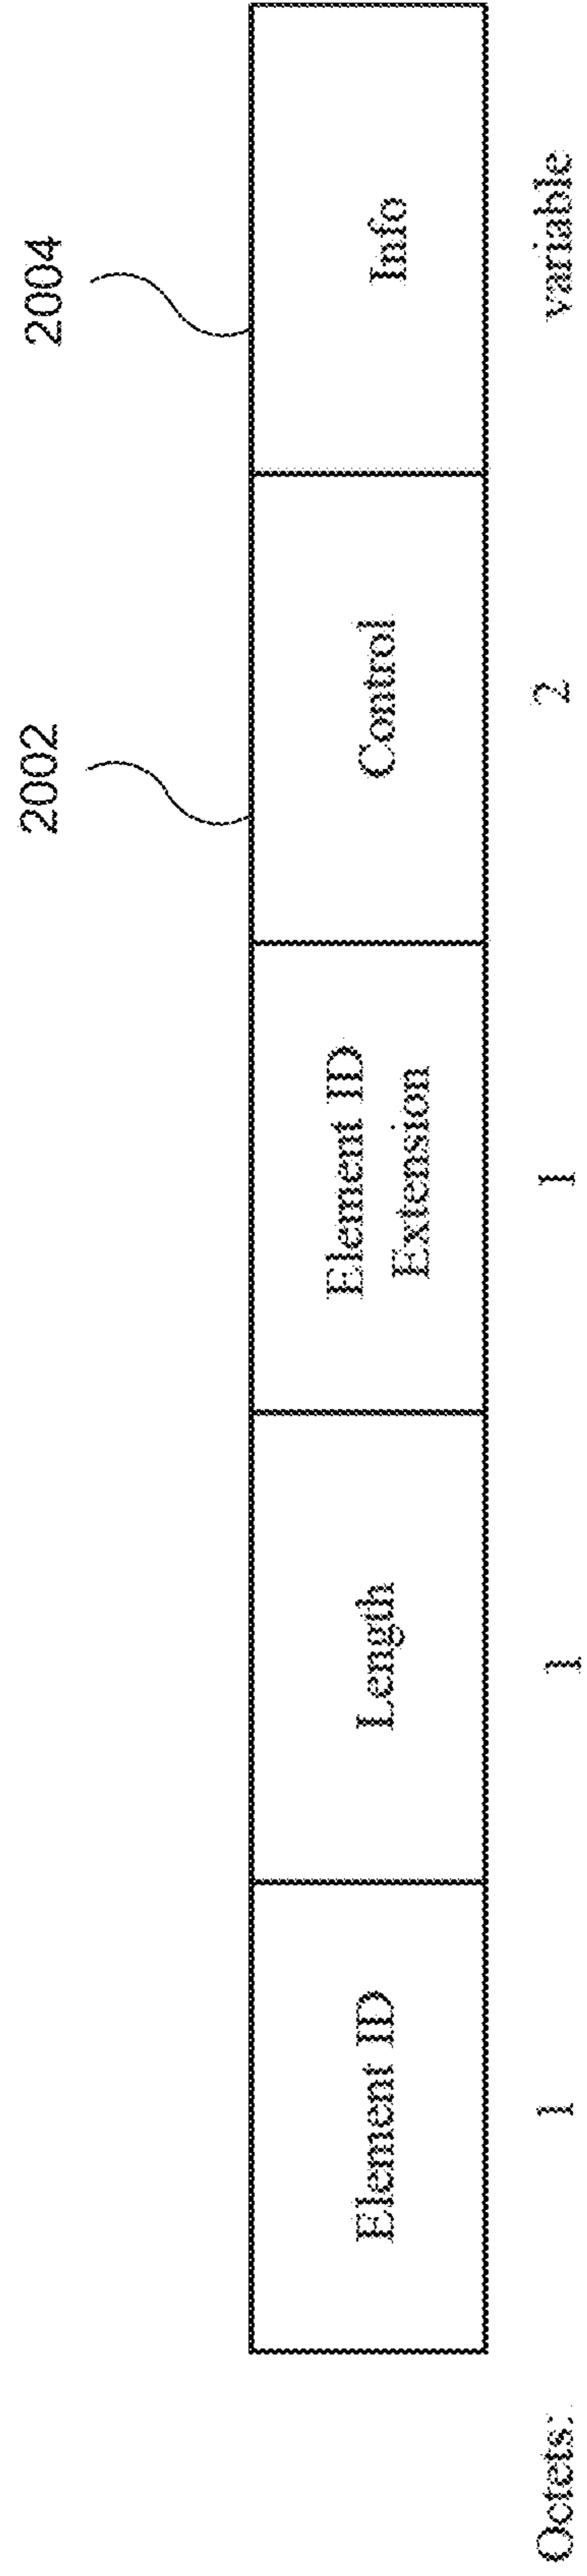 2002
2004
Element ID
Length
Element ID
Extension
Control
Info
Octets:
1
1
1
2
variable